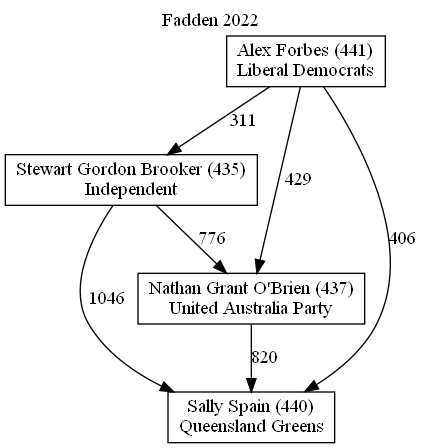 Fadden 2022
Alex Forbes (441)
Liberal Democrats
311
Stewart Gordon Brooker (435)
Independent
429
776
406
Nathan Grant O'Brien (437)
United Australia Party
1046
820
Sally Spain (440)
Queensland Greens